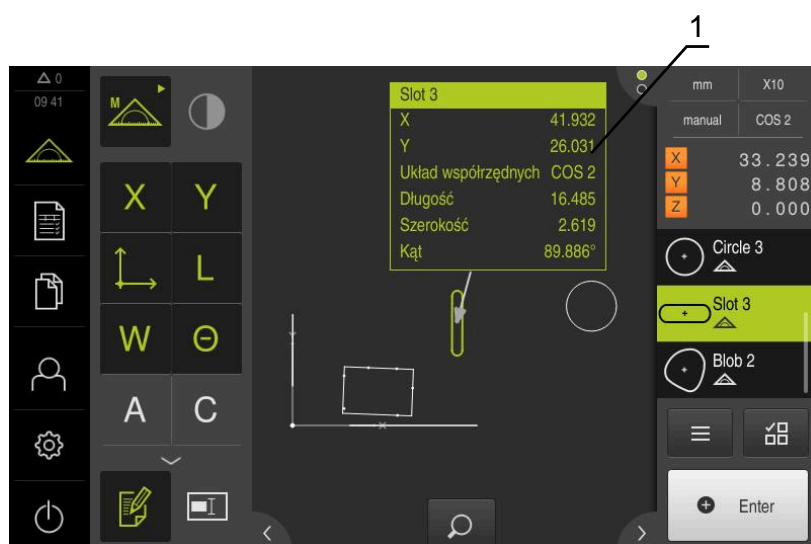 1
0
09 41
M
X Y
L
W Θ
A C
Slot 3
X 41.932
Y 26.031
Układ współrzędnych COS 2
Długość 16.485
Szerokość 2.619
Kąt 89.886°
mm X10
manual COS 2
X 33.239
Y 8.808
Z 0.000
Circle 3
Slot 3
Blob 2
Enter